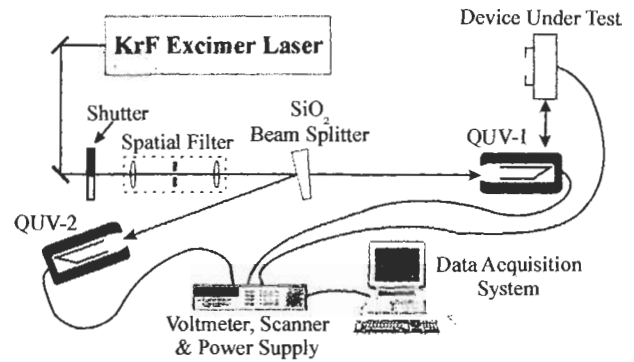 Device Under Test
KrF Excimer Laser
Shutter
SiO2
Beam Splitter
Spatial Filter
QUV-1
QUV-2
Data Acquisition
System
Voltmeter, Scanner
& Power Supply